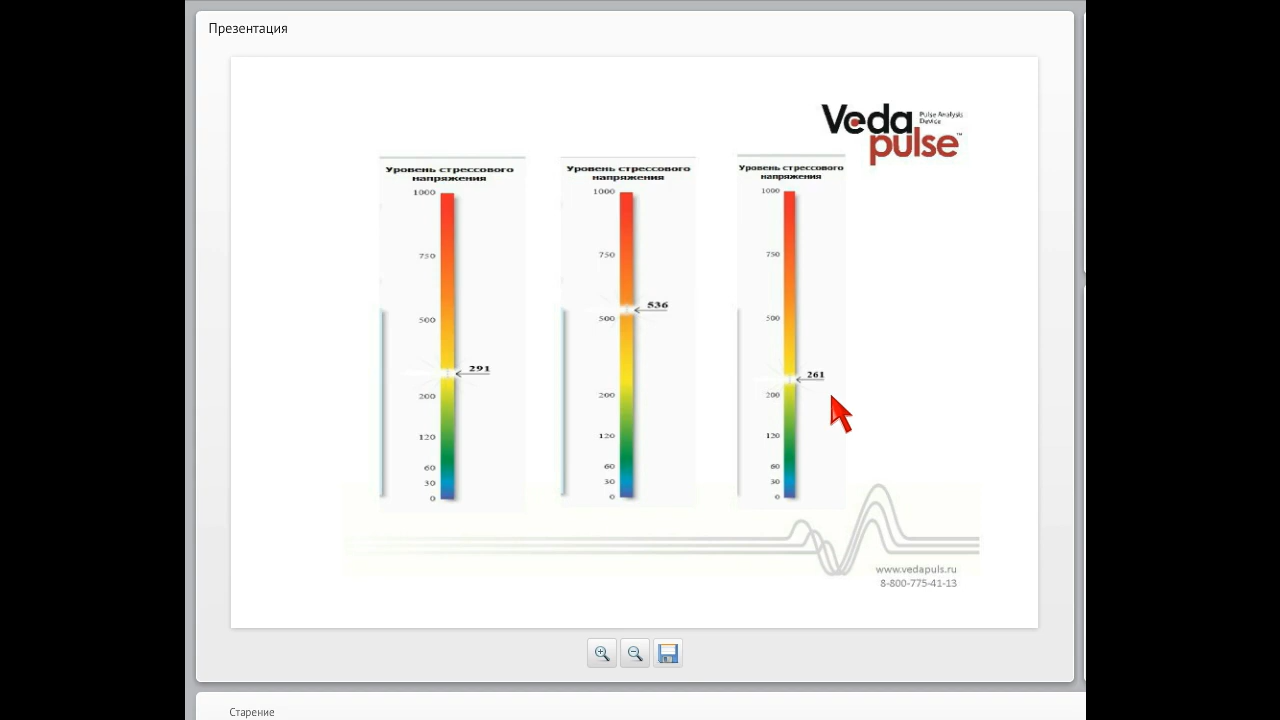 Презентация
Veda
Pulse Analysis
Device
pulse™
Уровень стрессового
напряжения
1000
750
500
291
200
120
60
30
0
Уровень стрессового
напряжения
1000
750
536
500
200
120
60
30
0
Уровень стрессового
напряжения
1000
750
500
261
200
120
60
30
0
www.vedapuls.ru
8-800-775-41-13
Старение